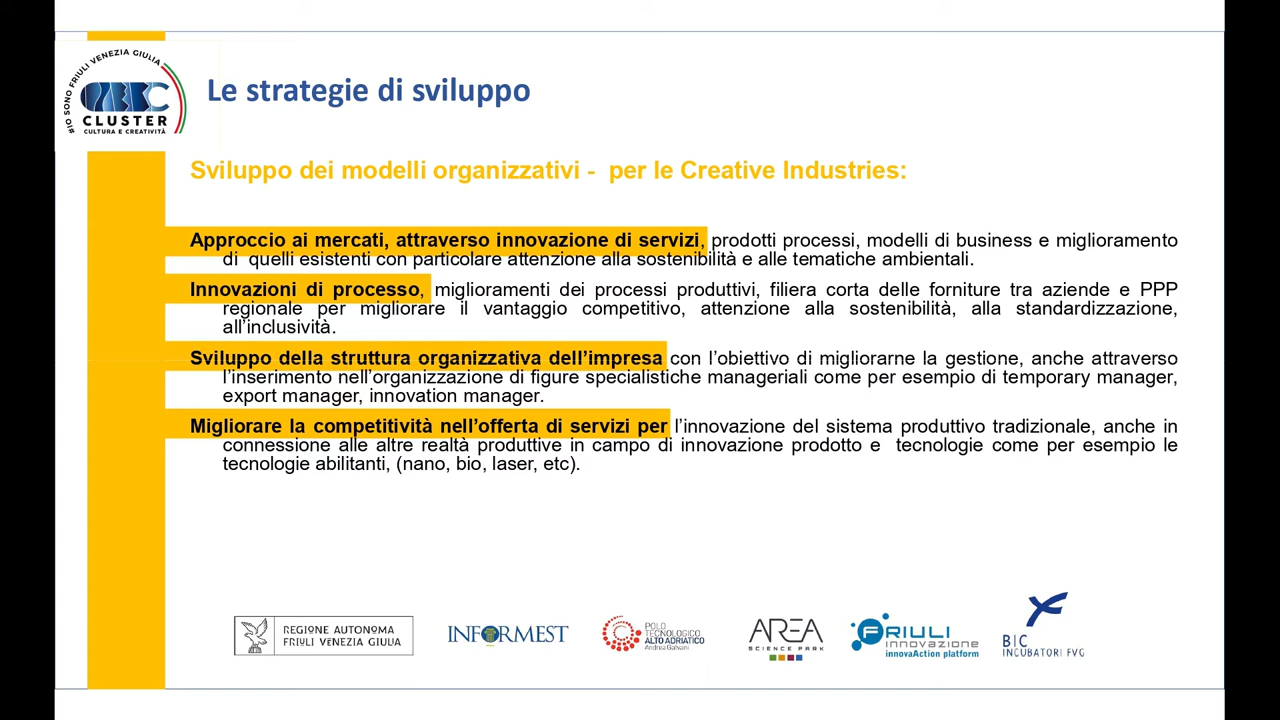 #IO SONO FRIULI VENEZIA GIULIA
CLUSTER
CULTURA E CREATIVITÀ
Le strategie di sviluppo
Sviluppo dei modelli organizzativi -  per le Creative Industries:
Approccio ai mercati, attraverso innovazione di servizi, prodotti processi, modelli di business e miglioramento
di  quelli esistenti con particolare attenzione alla sostenibilità e alle tematiche ambientali.
Innovazioni di processo, miglioramenti dei processi produttivi, filiera corta delle forniture tra aziende e PPP
regionale per migliorare il vantaggio competitivo, attenzione alla sostenibilità, alla standardizzazione,
all’inclusività.
Sviluppo della struttura organizzativa dell’impresa con l’obiettivo di migliorarne la gestione, anche attraverso
l’inserimento nell’organizzazione di figure specialistiche manageriali come per esempio di temporary manager,
export manager, innovation manager.
Migliorare la competitività nell’offerta di servizi per l’innovazione del sistema produttivo tradizionale, anche in
connessione alle altre realtà produttive in campo di innovazione prodotto e  tecnologie come per esempio le
tecnologie abilitanti, (nano, bio, laser, etc).
REGIONE AUTONOMA
FRIULI VENEZIA GIULIA
INFORMEST
POLO
TECNOLOGICO
ALTO ADRIATICO
Andrea Galvani
AREA
SCIENCE PARK
FRIULI
innovazione
innovaAction platform
BIC
INCUBATORI FVG